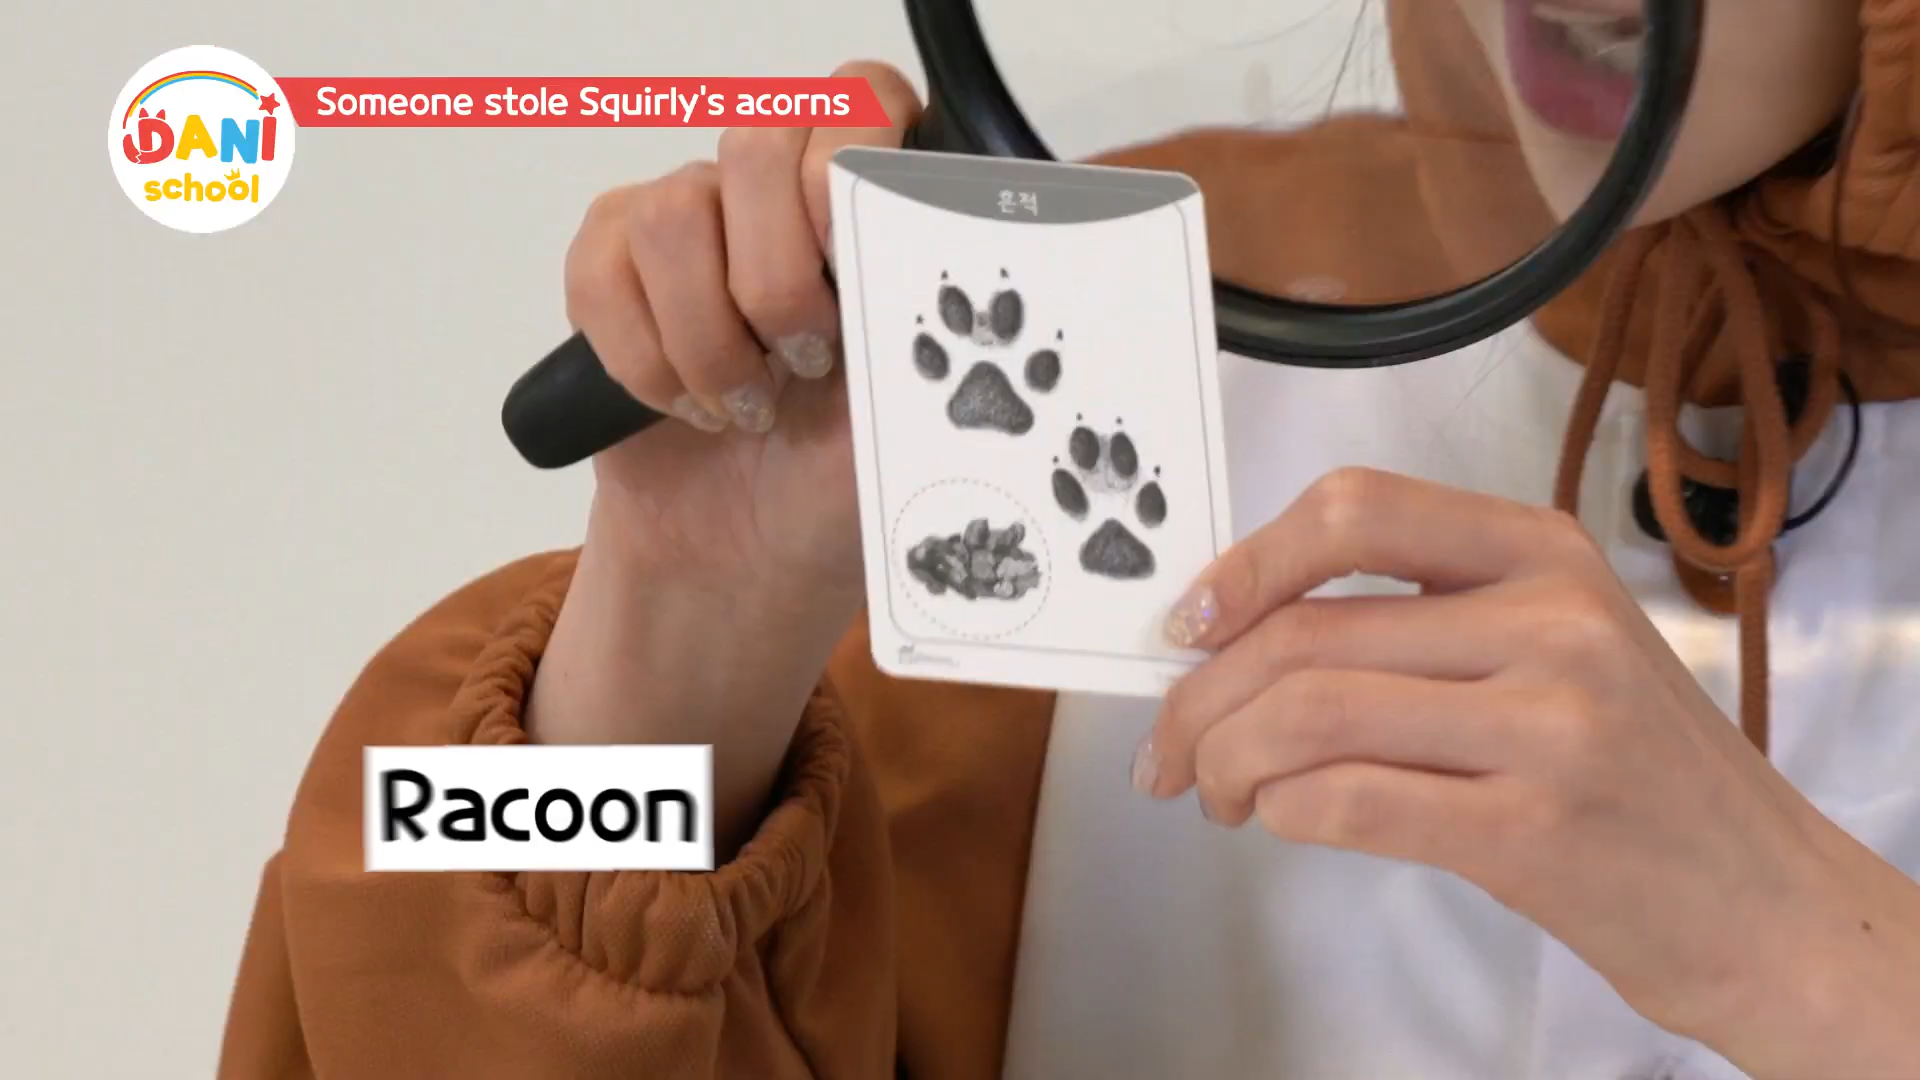 DANI
school
Someone stole Squirly's acorns
흔적
Racoon